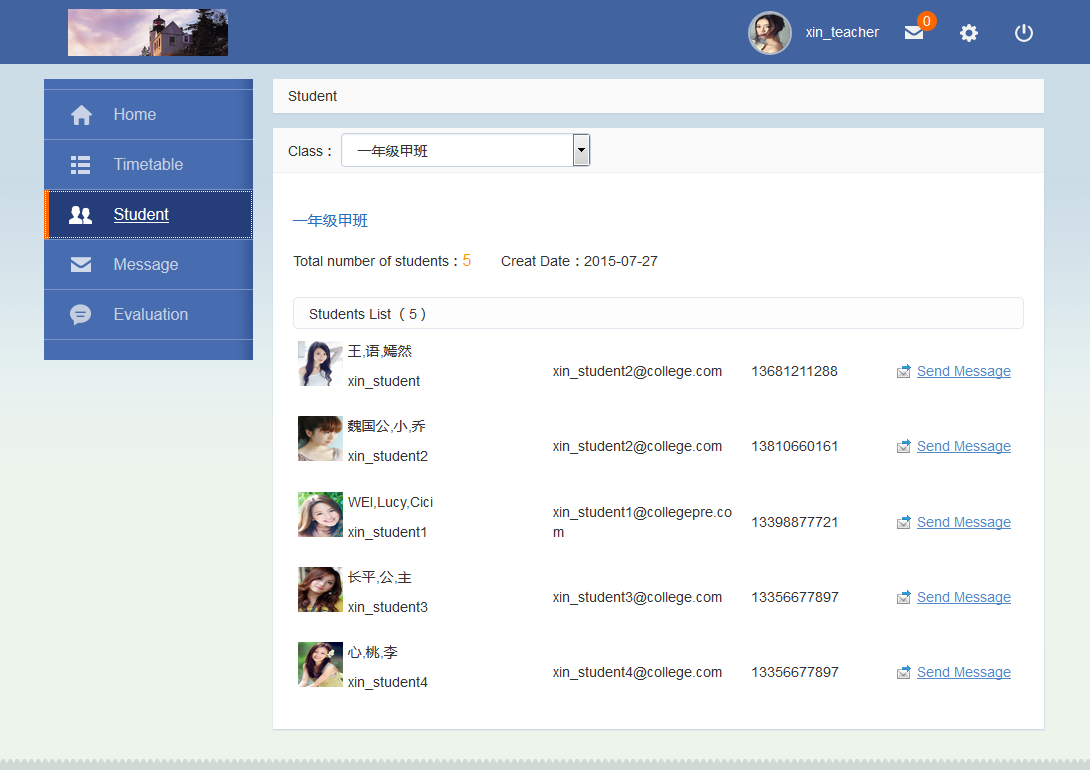 xin_teacher
0
Home
Timetable
Student
Message
Evaluation
Student
Class： 一年级甲班
一年级甲班
Total number of students：5 Creat Date：2015-07-27
Students List （ 5 ）
王,语,嫣然
xin_student
xin_student2@college.com
13681211288
Send Message
魏国公,小,乔
xin_student2
xin_student2@college.com
13810660161
Send Message
WEI,Lucy,Cici
xin_student1
xin_student1@collegepre.co
m
13398877721
Send Message
长平,公,主
xin_student3
xin_student3@college.com
13356677897
Send Message
心,桃,李
xin_student4
xin_student4@college.com
13356677897
Send Message